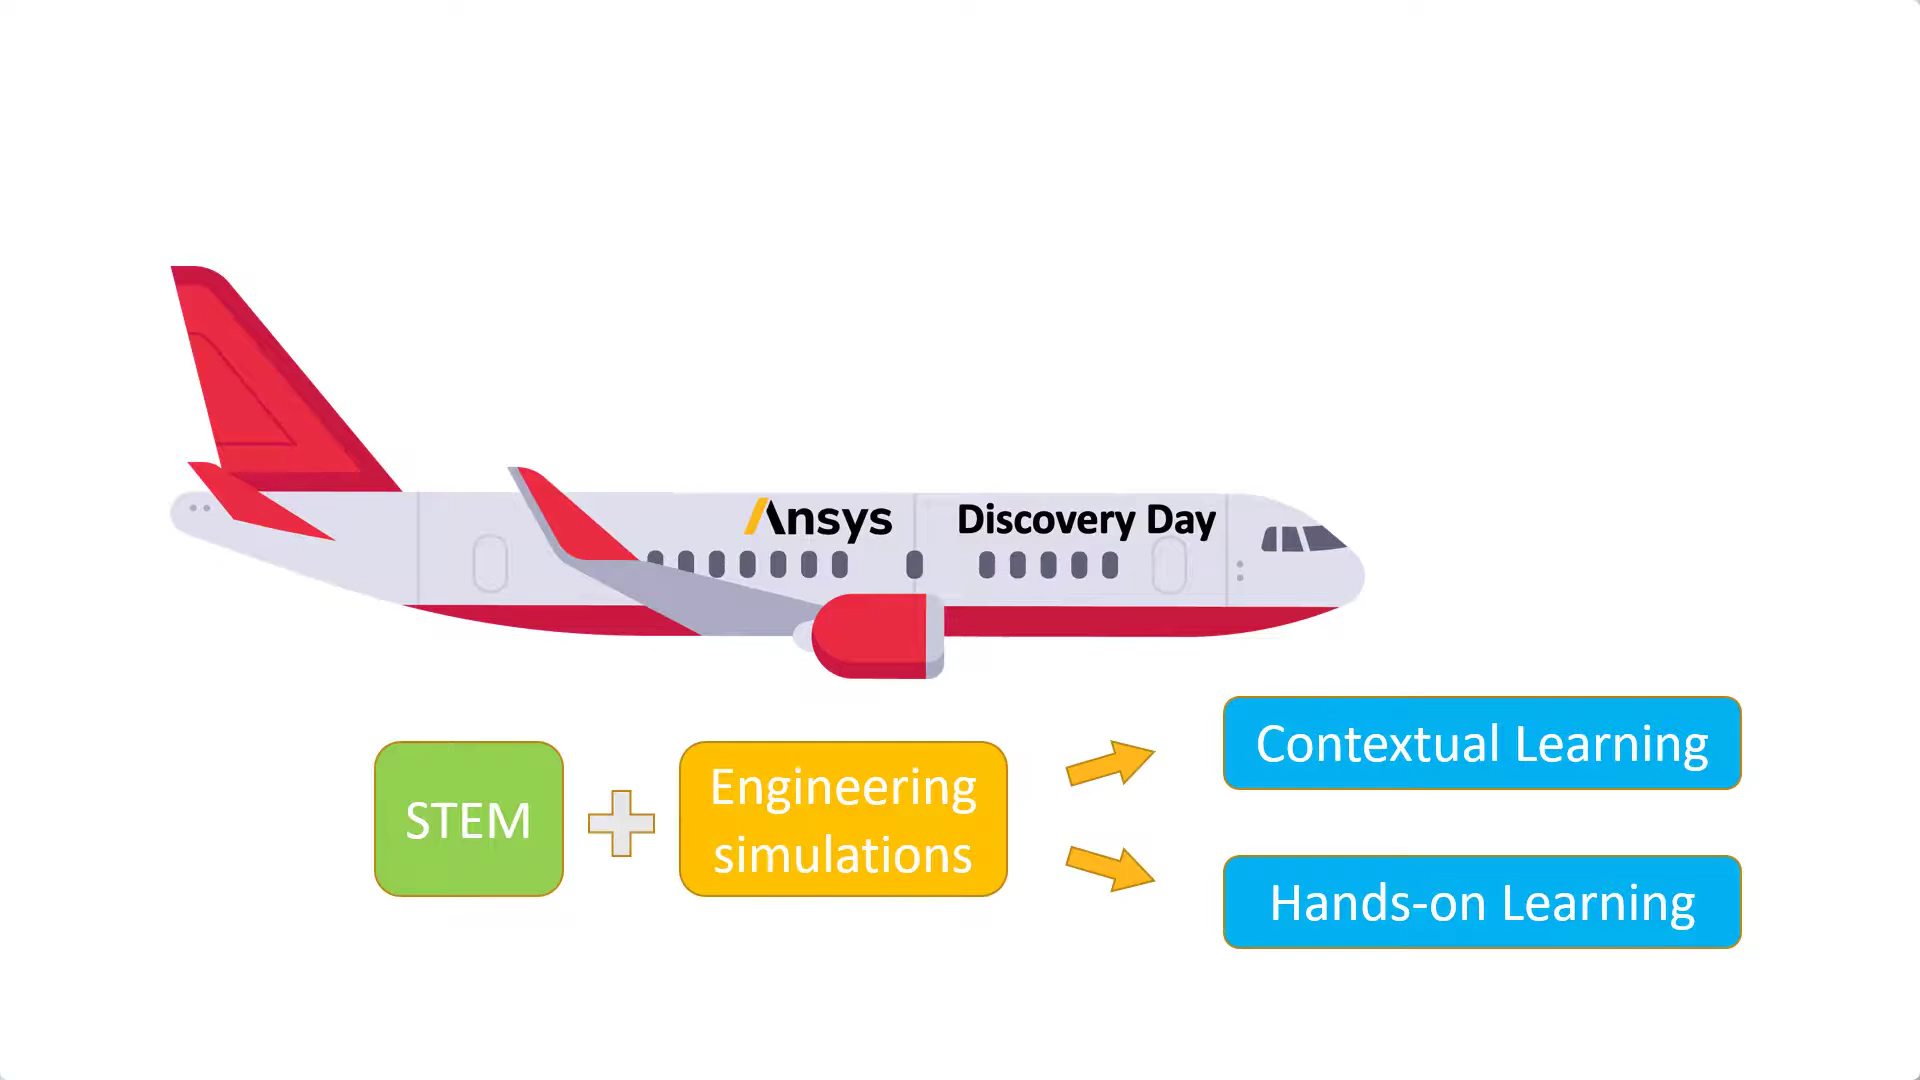 Ansys Discovery Day
STEM
Engineering
simulations
Contextual Learning
Hands-on Learning